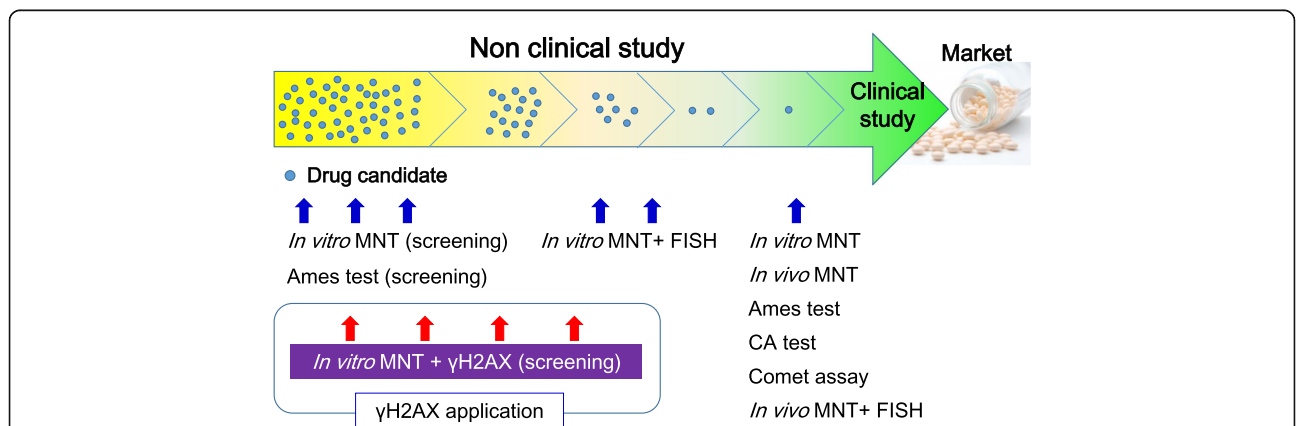 Non clinical study
Market
Clinical
study
Drug candidate
In vitro MNT (screening)
Ames test (screening)
In vitro MNT+ FISH
In vitro MNT
In vivo MNT
Ames test
CA test
Comet assay
In vivo MNT+ FISH
In vitro MNT + γH2AX (screening)
γH2AX application